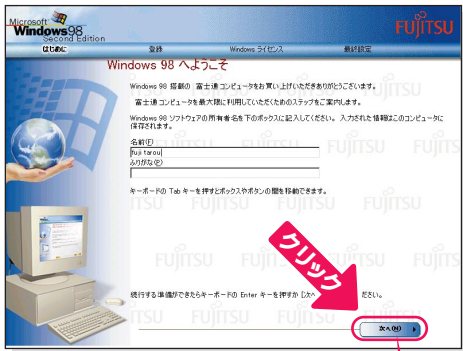 Microsoft
Windows98
Second Edition
FUJITSU
はじめに 登録 Windows ライセンス 最終設定
Windows 98 へようこそ
Windows 98 搭載の 富士通 コンピュータをお買い上げいただきありがとうございます。
富士通 コンピュータを最大限に利用していただくためのステップをご案内します。
Windows 98 ソフトウェアの所有者名を下のボックスに記入してください。 入力された情報はこのコンピュータに
保存されます。
名前(F)
fuji tarou
ふりがな(P)
キーボードの Tab キーを押すとボックスやボタンの間を移動できます。
クリック
続行する準備ができたらキーボードの Enter キーを押すか [次へ ださい。
次へ(N)